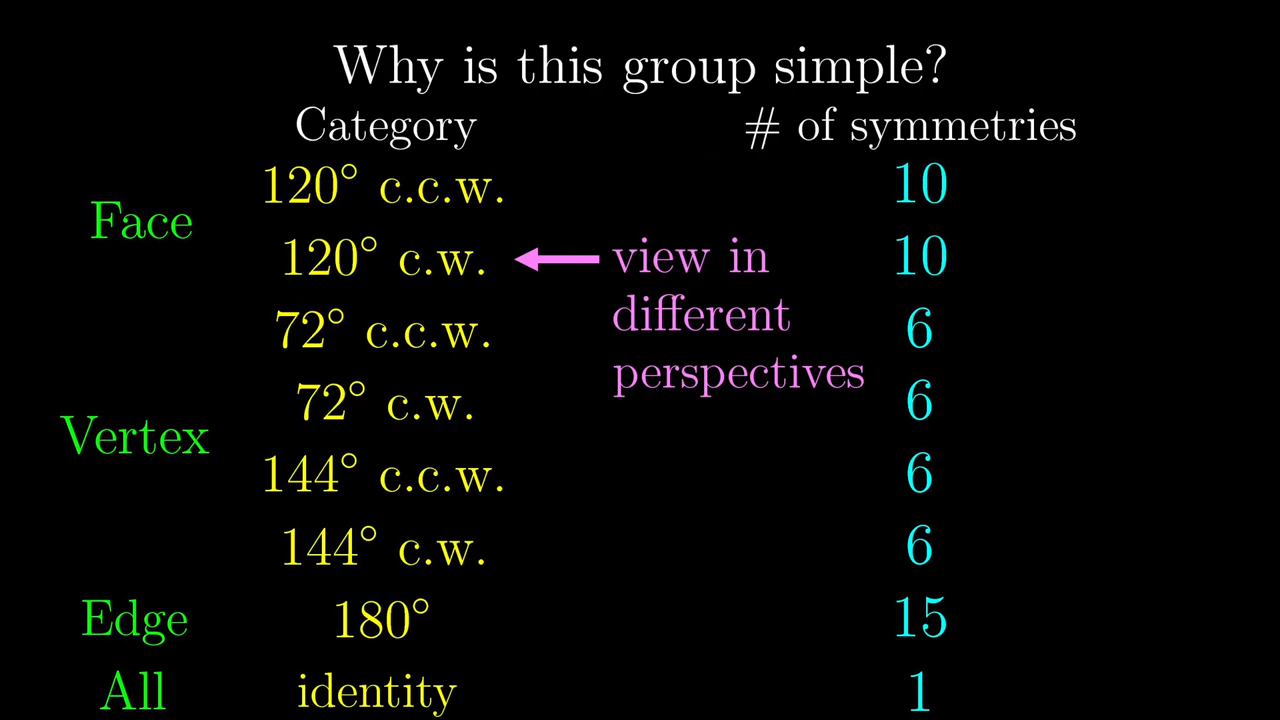 Why is this group simple?
Category # of symmetries
120° c.c.w. 10
Face
120° c.w. view in 10
different
72° c.c.w. 6
perspectives
72° c.w. 6
Vertex
144° c.c.w. 6
144° c.w. 6
Edge 180° 15
All identity 1